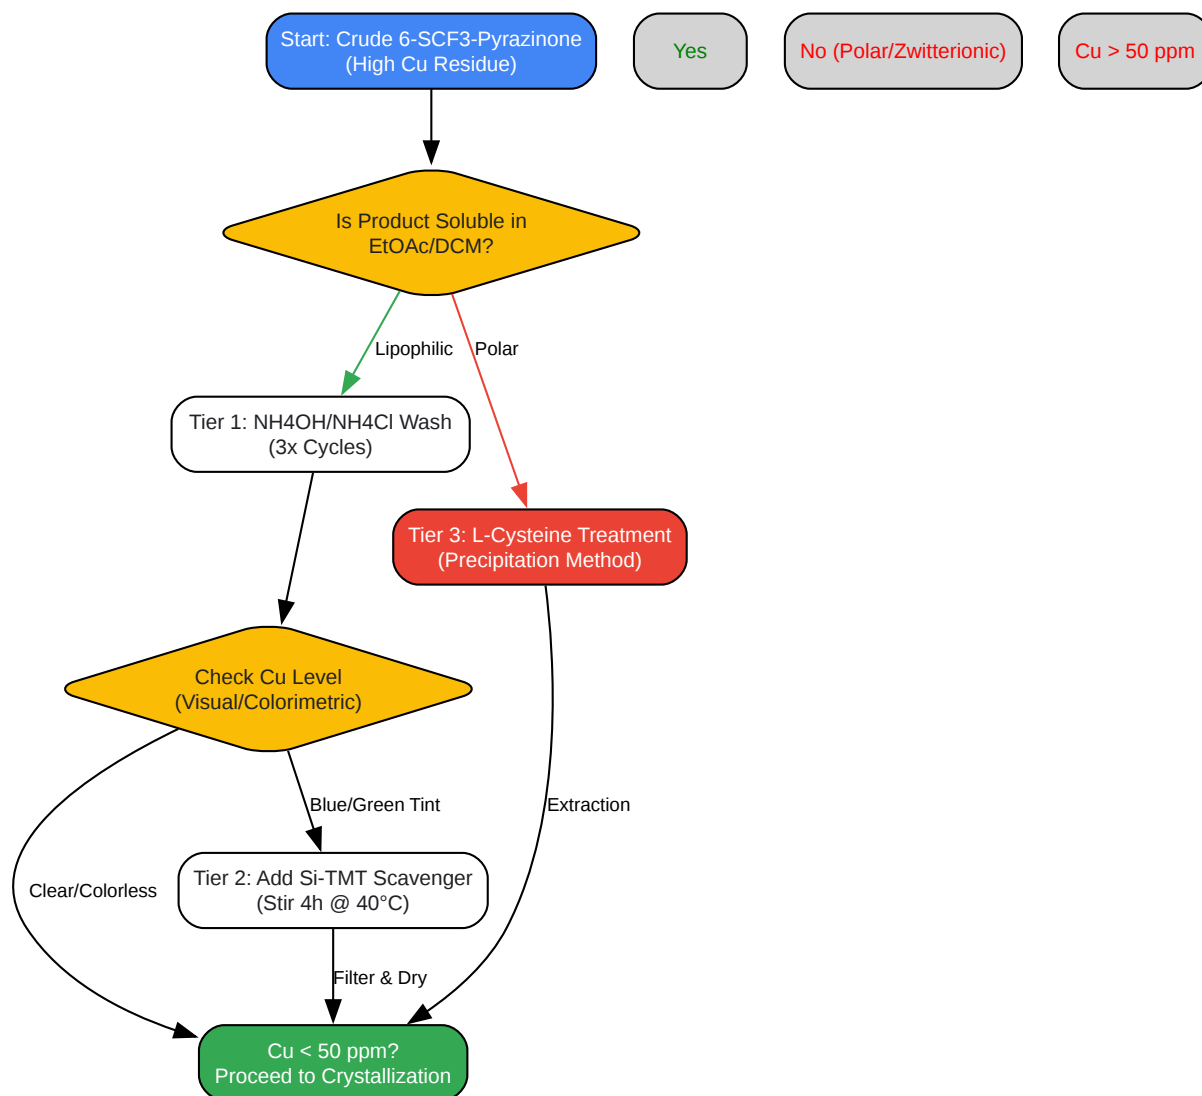 Start: Crude 6-SCF3-Pyrazinone
(High Cu Residue)
Yes
No (Polar/Zwitterionic)
Cu > 50 ppm
Is Product Soluble in
EtOAc/DCM?
Lipophilic
Polar
Tier 1: NH4OH/NH4Cl Wash
(3x Cycles)
Tier 3: L-Cysteine Treatment
(Precipitation Method)
Check Cu Level
(Visual/Colorimetric)
Blue/Green Tint
Extraction
Clear/Colorless
Tier 2: Add Si-TMT Scavenger
(Stir 4h @ 40°C)
Filter & Dry
Cu < 50 ppm?
Proceed to Crystallization